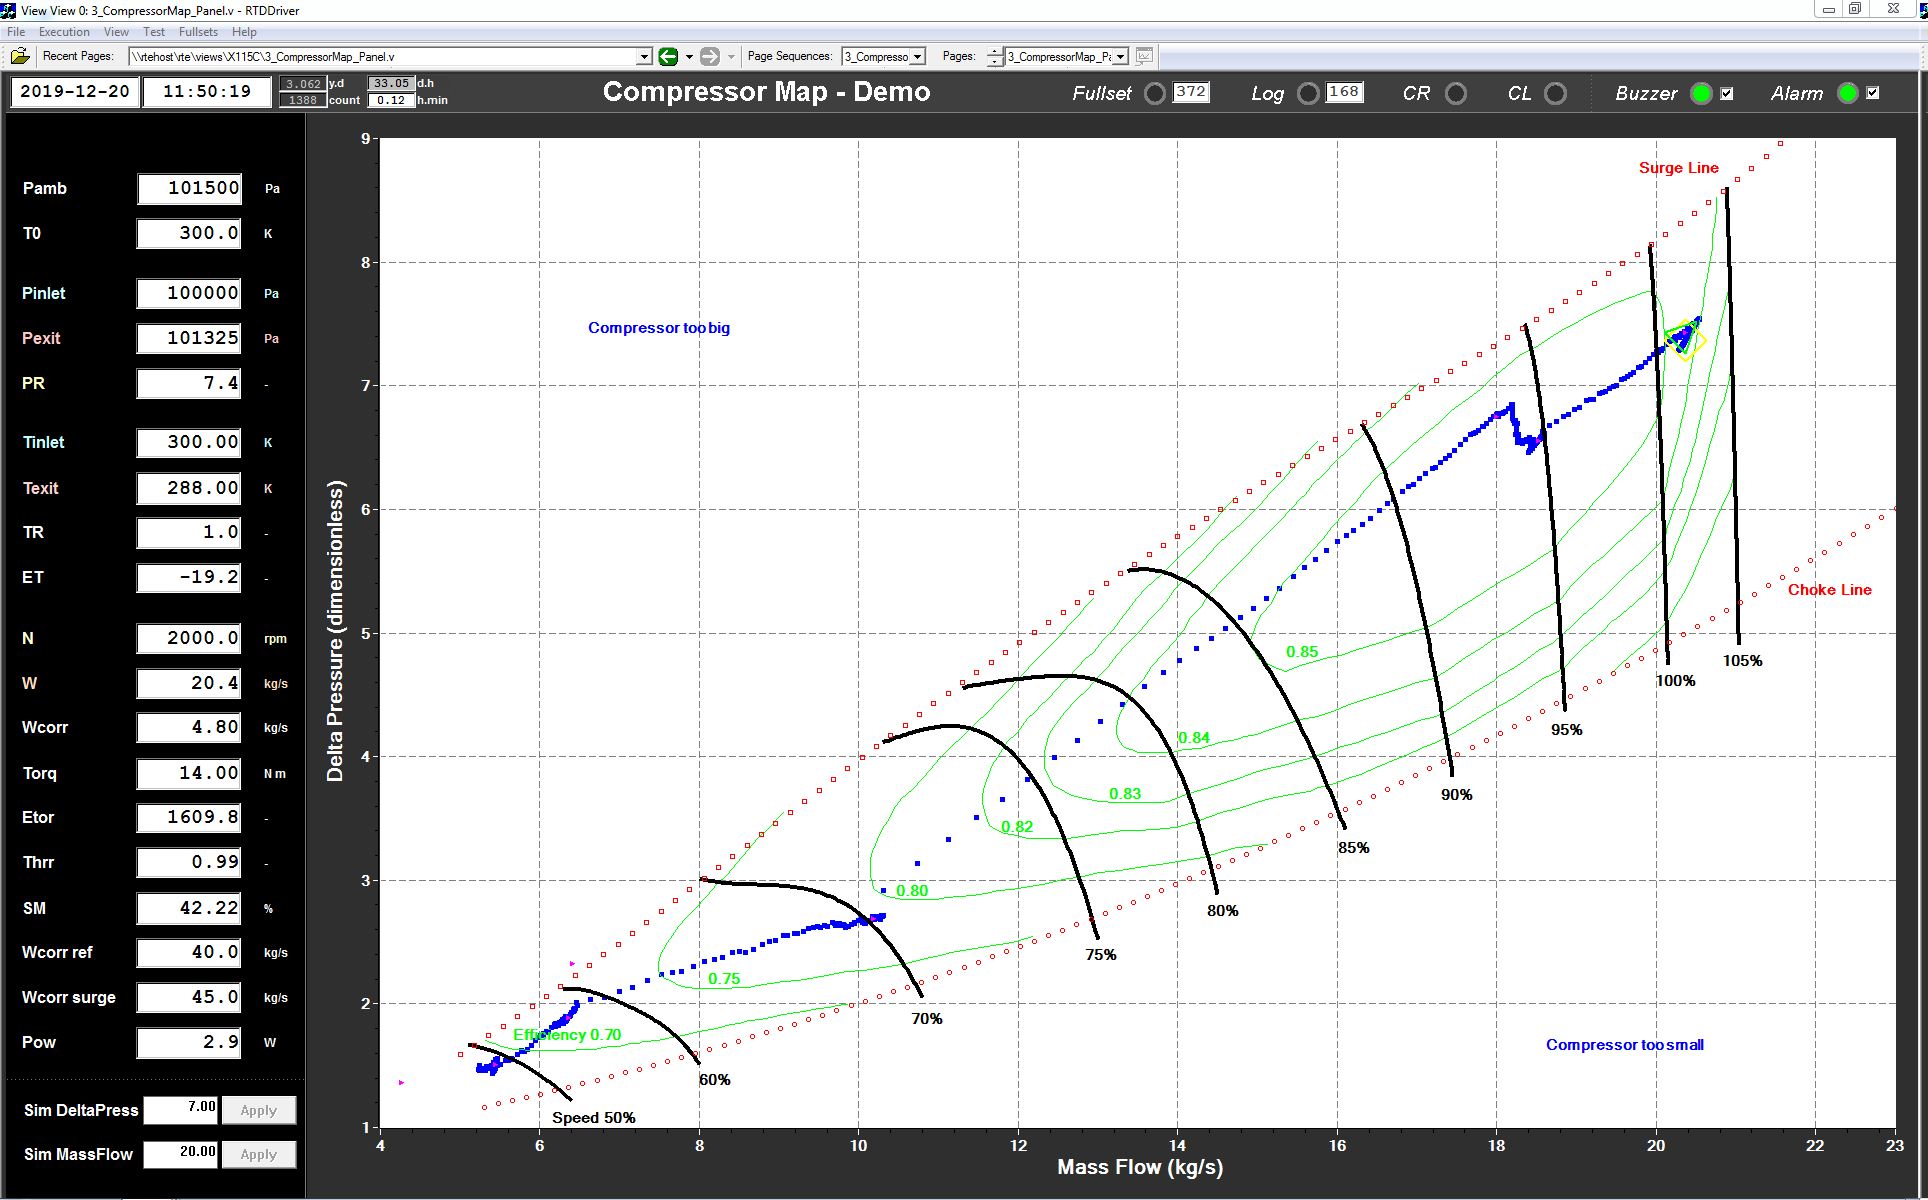 View View 0: 3_CompressorMap_Panel.v - RTDDriver
File Execution View Test Fullsets Help
Recent Pages: \\rtehost\rte\views\X115C\3_CompressorMap_Panel.v Page Sequences: 3_Compresso Pages: 3_CompressorMap_Pa
2019-12-20 11:50:19 3.062 y.d 33.05 d.h
1388 count 0.12 h.min
Compressor Map - Demo
Fullset 372 Log 168 CR CL Buzzer Alarm
Pamb 101500 Pa
T0 300.0 K
Pinlet 100000 Pa
Pexit 101325 Pa
PR 7.4 -
Tinlet 300.00 K
Texit 288.00 K
TR 1.0 -
ET -19.2 -
N 2000.0 rpm
W 20.4 kg/s
Wcorr 4.80 kg/s
Torq 14.00 N m
Etor 1609.8 -
Thrr 0.99 -
SM 42.22 %
Wcorr ref 40.0 kg/s
Wcorr surge 45.0 kg/s
Pow 2.9 W
Sim DeltaPress 7.00 Apply
Sim MassFlow 20.00 Apply
Delta Pressure (dimensionless)
9
8
7
6
5
4
3
2
1
Surge Line
Compressor too big
Choke Line
0.85
105%
100%
95%
0.84
0.83
90%
0.82
85%
0.80
80%
75%
0.75
70%
Efficiency 0.70
Compressor too small
60%
Speed 50%
4 6 8 10 12 14 16 18 20 22 23
Mass Flow (kg/s)